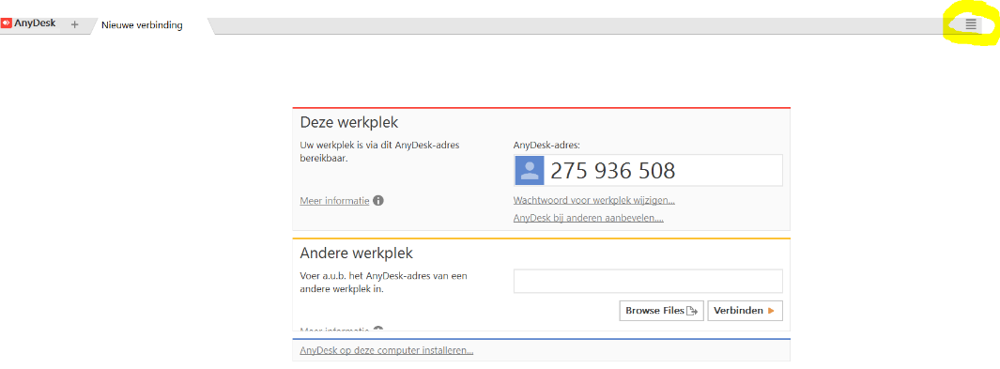 AnyDesk + Nieuwe verbinding
Deze werkplek
Uw werkplek is via dit AnyDesk-adres
bereikbaar.
Meer informatie
AnyDesk-adres:
275 936 508
Wachtwoord voor werkplek wijzigen...
AnyDesk bij anderen aanbevelen....
Andere werkplek
Voer a.u.b. het AnyDesk-adres van een
andere werkplek in.
Browse Files Verbinden
Meer informatie
AnyDesk op deze computer installeren...